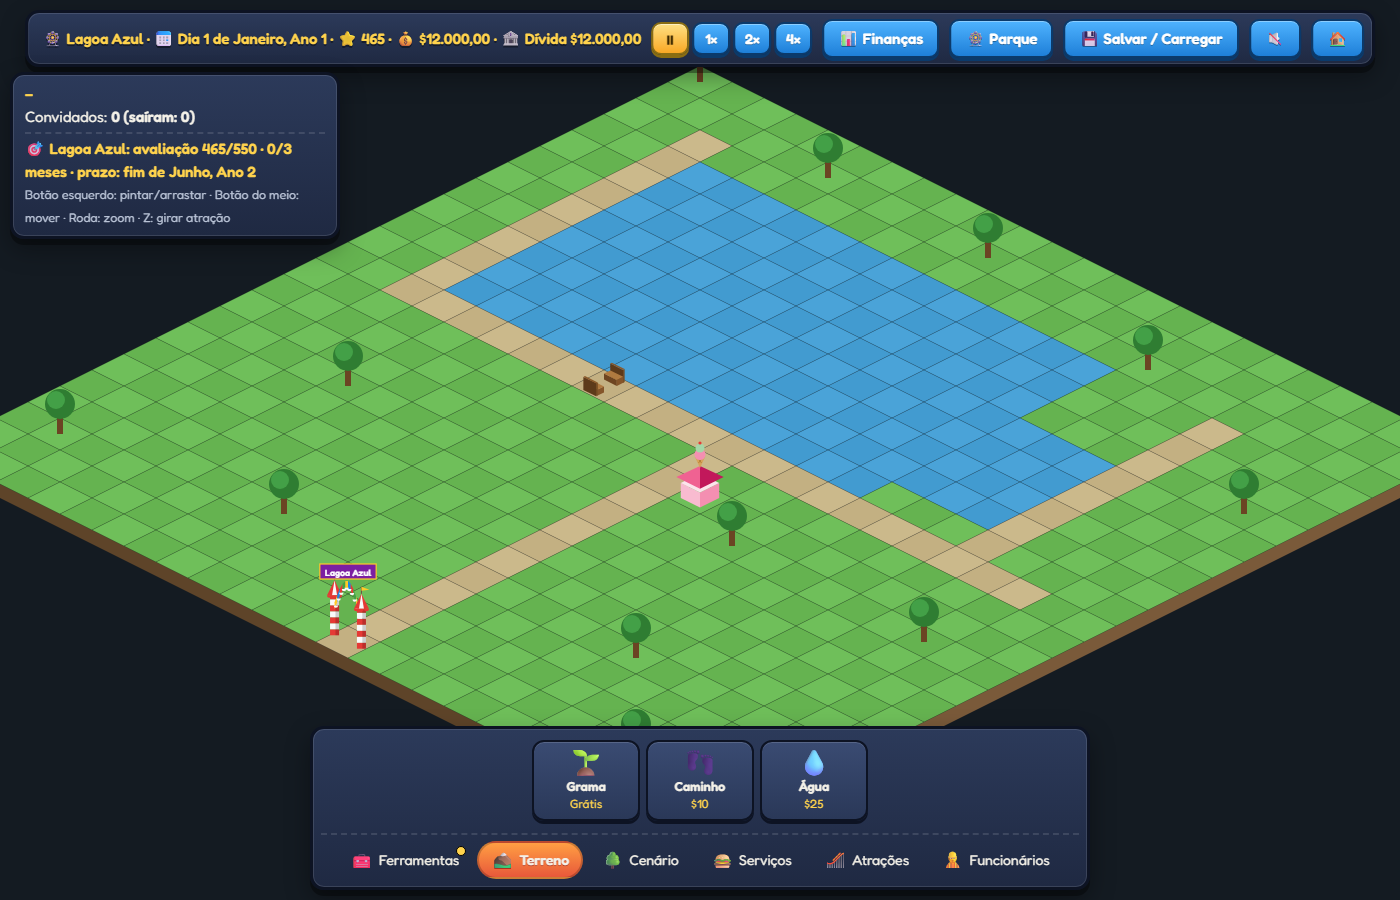 Lagoa Azul · Dia 1 de Janeiro, Ano 1 · 465 · $12.000,00 · Dívida $12.000,00
1x
2x
4x
Finanças
Parque
Salvar / Carregar
–
Convidados: 0 (saíram: 0)
Lagoa Azul: avaliação 465/550 · 0/3
meses · prazo: fim de Junho, Ano 2
Botão esquerdo: pintar/arrastar · Botão do meio:
mover · Roda: zoom · Z: girar atração
Lagoa Azul
Grama
Grátis
Caminho
$10
Água
$25
Ferramentas
Terreno
Cenário
Serviços
Atrações
Funcionários